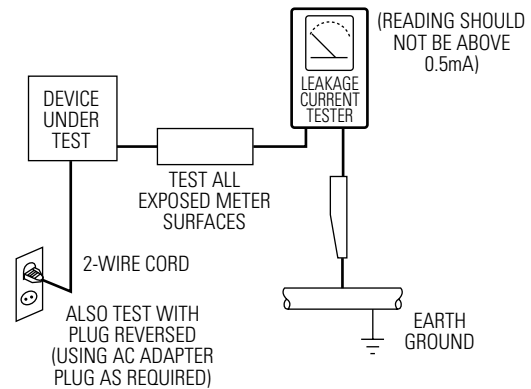 (READING SHOULD
NOT BE ABOVE
0.5mA)
LEAKAGE
CURRENT
TESTER
DEVICE
UNDER
TEST
TEST ALL
EXPOSED METER
SURFACES
2-WIRE CORD
ALSO TEST WITH
PLUG REVERSED
(USING AC ADAPTER
PLUG AS REQUIRED)
EARTH
GROUND